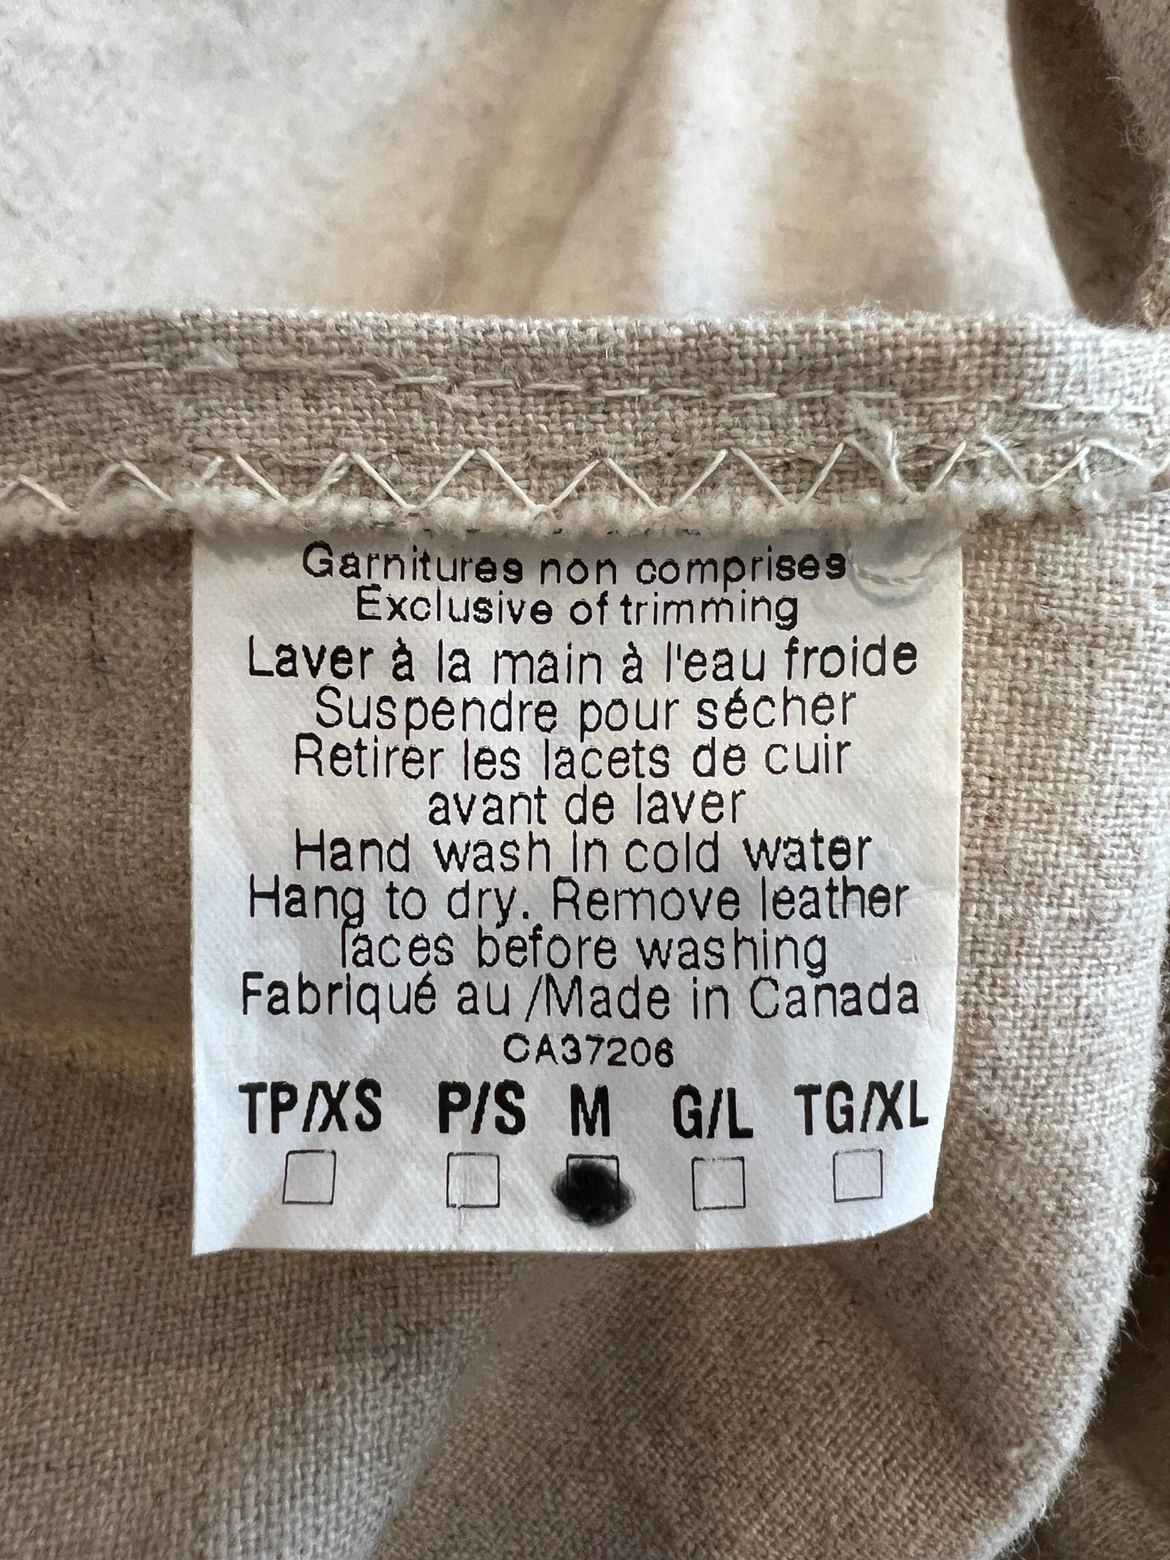 Garnitures non comprises
Exclusive of trimming
Laver à la main à l'eau froide
Suspendre pour sécher
Retirer les lacets de cuir
avant de laver
Hand wash in cold water
Hang to dry. Remove leather
laces before washing
Fabriqué au /Made in Canada
CA37206
TP/XS P/S M G/L TG/XL